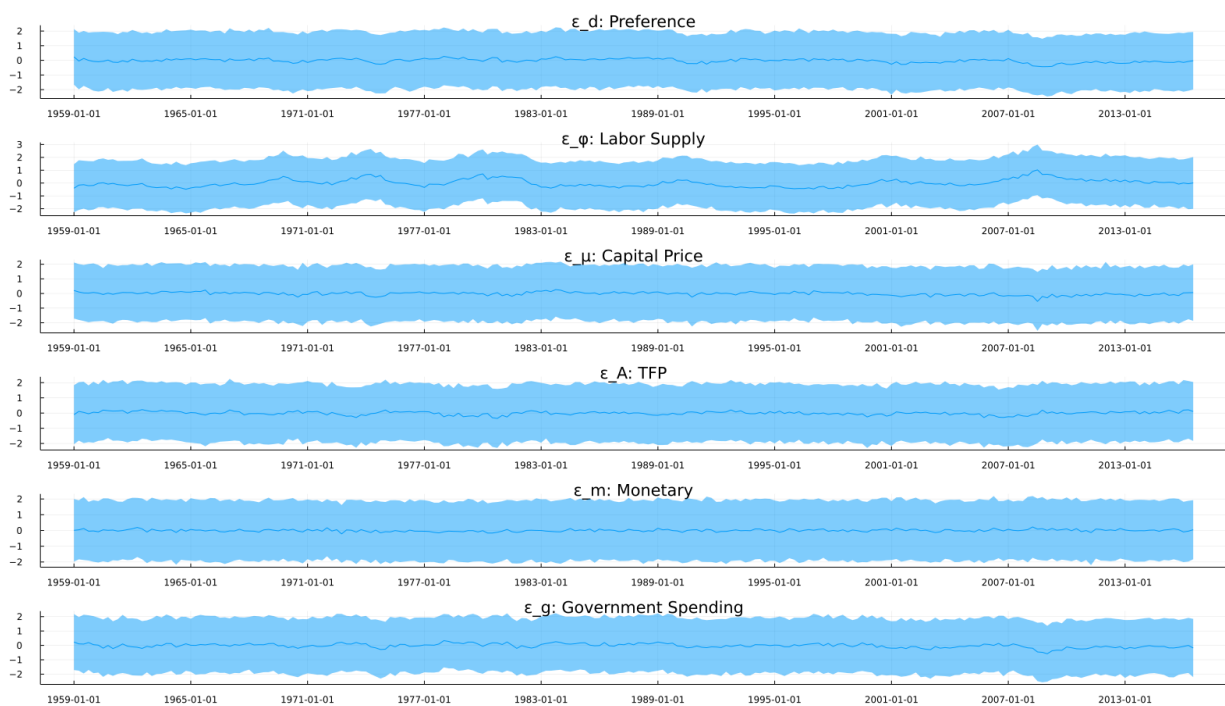 ε_d: Preference
2
1
0
−1
−2
1959-01-01 1965-01-01 1971-01-01 1977-01-01 1983-01-01 1989-01-01 1995-01-01 2001-01-01 2007-01-01 2013-01-01
ε_φ: Labor Supply
3
2
1
0
−1
−2
1959-01-01 1965-01-01 1971-01-01 1977-01-01 1983-01-01 1989-01-01 1995-01-01 2001-01-01 2007-01-01 2013-01-01
ε_μ: Capital Price
2
1
0
−1
−2
1959-01-01 1965-01-01 1971-01-01 1977-01-01 1983-01-01 1989-01-01 1995-01-01 2001-01-01 2007-01-01 2013-01-01
ε_A: TFP
2
1
0
−1
−2
1959-01-01 1965-01-01 1971-01-01 1977-01-01 1983-01-01 1989-01-01 1995-01-01 2001-01-01 2007-01-01 2013-01-01
ε_m: Monetary
2
1
0
−1
−2
1959-01-01 1965-01-01 1971-01-01 1977-01-01 1983-01-01 1989-01-01 1995-01-01 2001-01-01 2007-01-01 2013-01-01
ε_g: Government Spending
2
1
0
−1
−2
1959-01-01 1965-01-01 1971-01-01 1977-01-01 1983-01-01 1989-01-01 1995-01-01 2001-01-01 2007-01-01 2013-01-01